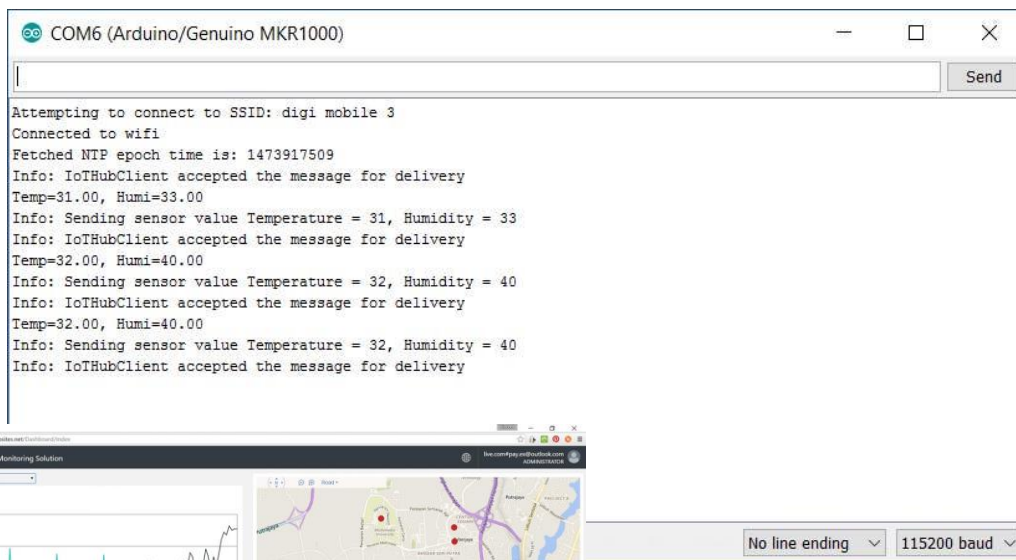 COM6 (Arduino/Genuino MKR1000)
Send
Attempting to connect to SSID: digi mobile 3
Connected to wifi
Fetched NTP epoch time is: 1473917509
Info: IoTHubClient accepted the message for delivery
Temp=31.00, Humi=33.00
Info: Sending sensor value Temperature = 31, Humidity = 33
Info: IoTHubClient accepted the message for delivery
Temp=32.00, Humi=40.00
Info: Sending sensor value Temperature = 32, Humidity = 40
Info: IoTHubClient accepted the message for delivery
Temp=32.00, Humi=40.00
Info: Sending sensor value Temperature = 32, Humidity = 40
Info: IoTHubClient accepted the message for delivery
Monitoring Solution
ADMINISTRATOR
Road
Putrajaya
No line ending
115200 baud